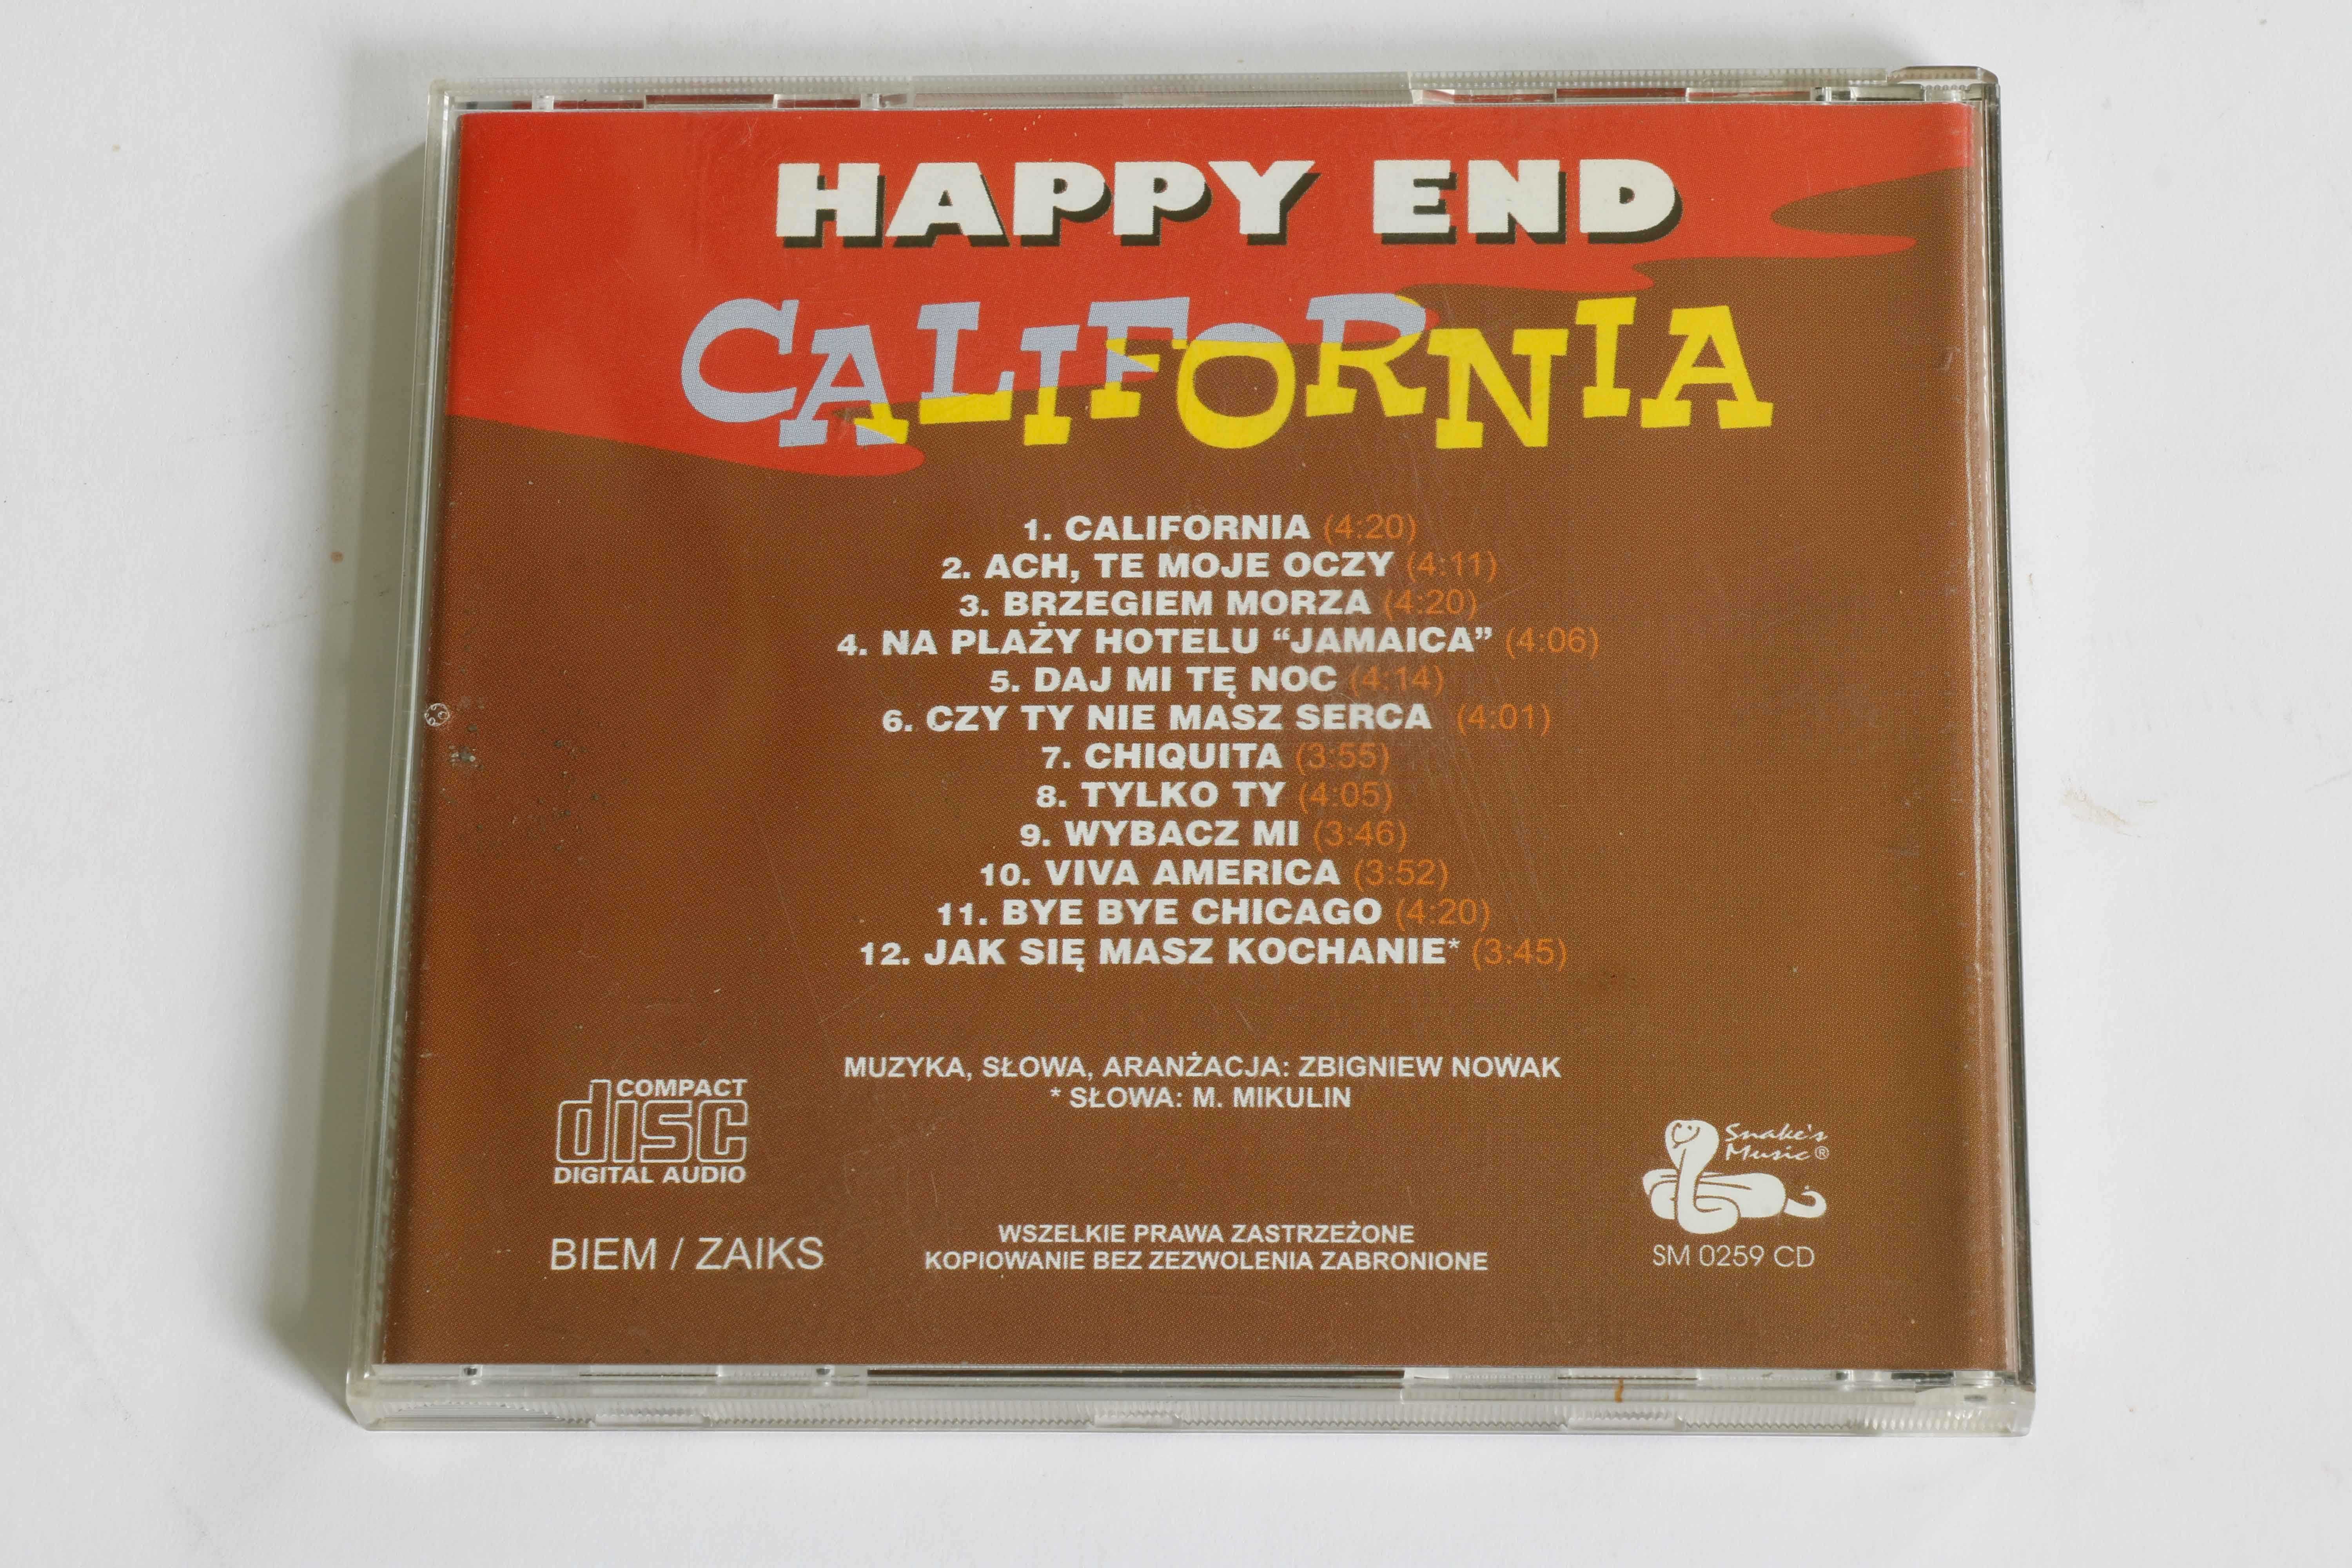 HAPPY END
CALIFORNIA
1. CALIFORNIA (4:20)
2. ACH, TE MOJE OCZY (4:11)
3. BRZEGIEM MORZA (4:20)
4. NA PLAŻY HOTELU “JAMAICA” (4:06)
5. DAJ MI TĘ NOC (4:14)
6. CZY TY NIE MASZ SERCA (4:01)
7. CHIQUITA (3:55)
8. TYLKO TY (4:05)
9. WYBACZ MI (3:46)
10. VIVA AMERICA (3:52)
11. BYE BYE CHICAGO (4:20)
12. JAK SIĘ MASZ KOCHANIE* (3:45)
MUZYKA, SŁOWA, ARANŻACJA: ZBIGNIEW NOWAK
* SŁOWA: M. MIKULIN
COMPACT
disc
DIGITAL AUDIO
Snake's
Music®
BIEM / ZAIKS
WSZELKIE PRAWA ZASTRZEŻONE
KOPIOWANIE BEZ ZEZWOLENIA ZABRONIONE
SM 0259 CD